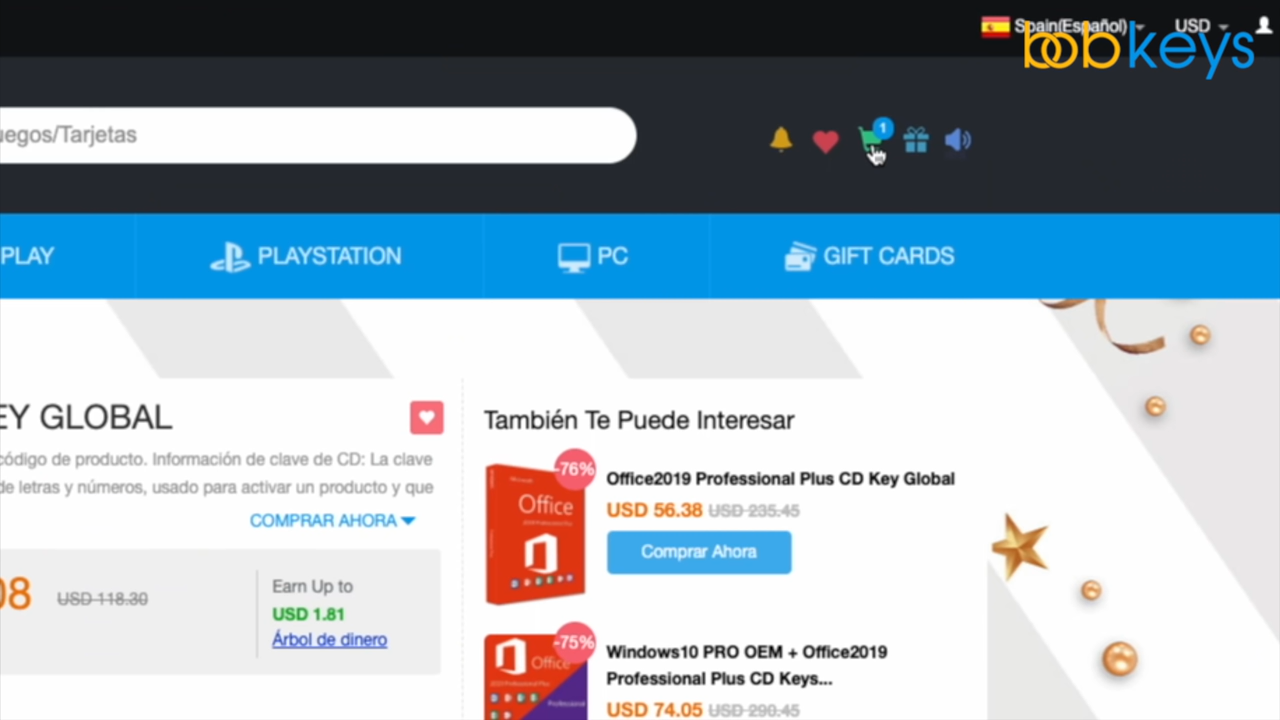 Spain(Español)
USD
bobkeys
uegos/Tarjetas
1
PLAY
PLAYSTATION
PC
GIFT CARDS
EY GLOBAL
código de producto. Información de clave de CD: La clave
de letras y números, usado para activar un producto y que
COMPRAR AHORA
08
USD 118.30
Earn Up to
USD 1.81
Árbol de dinero
También Te Puede Interesar
-76%
Office
Office2019 Professional Plus CD Key Global
USD 56.38 USD 235.45
Comprar Ahora
-75%
Office
Professional
Windows10 PRO OEM + Office2019
Professional Plus CD Keys...
USD 74.05 USD 290.45